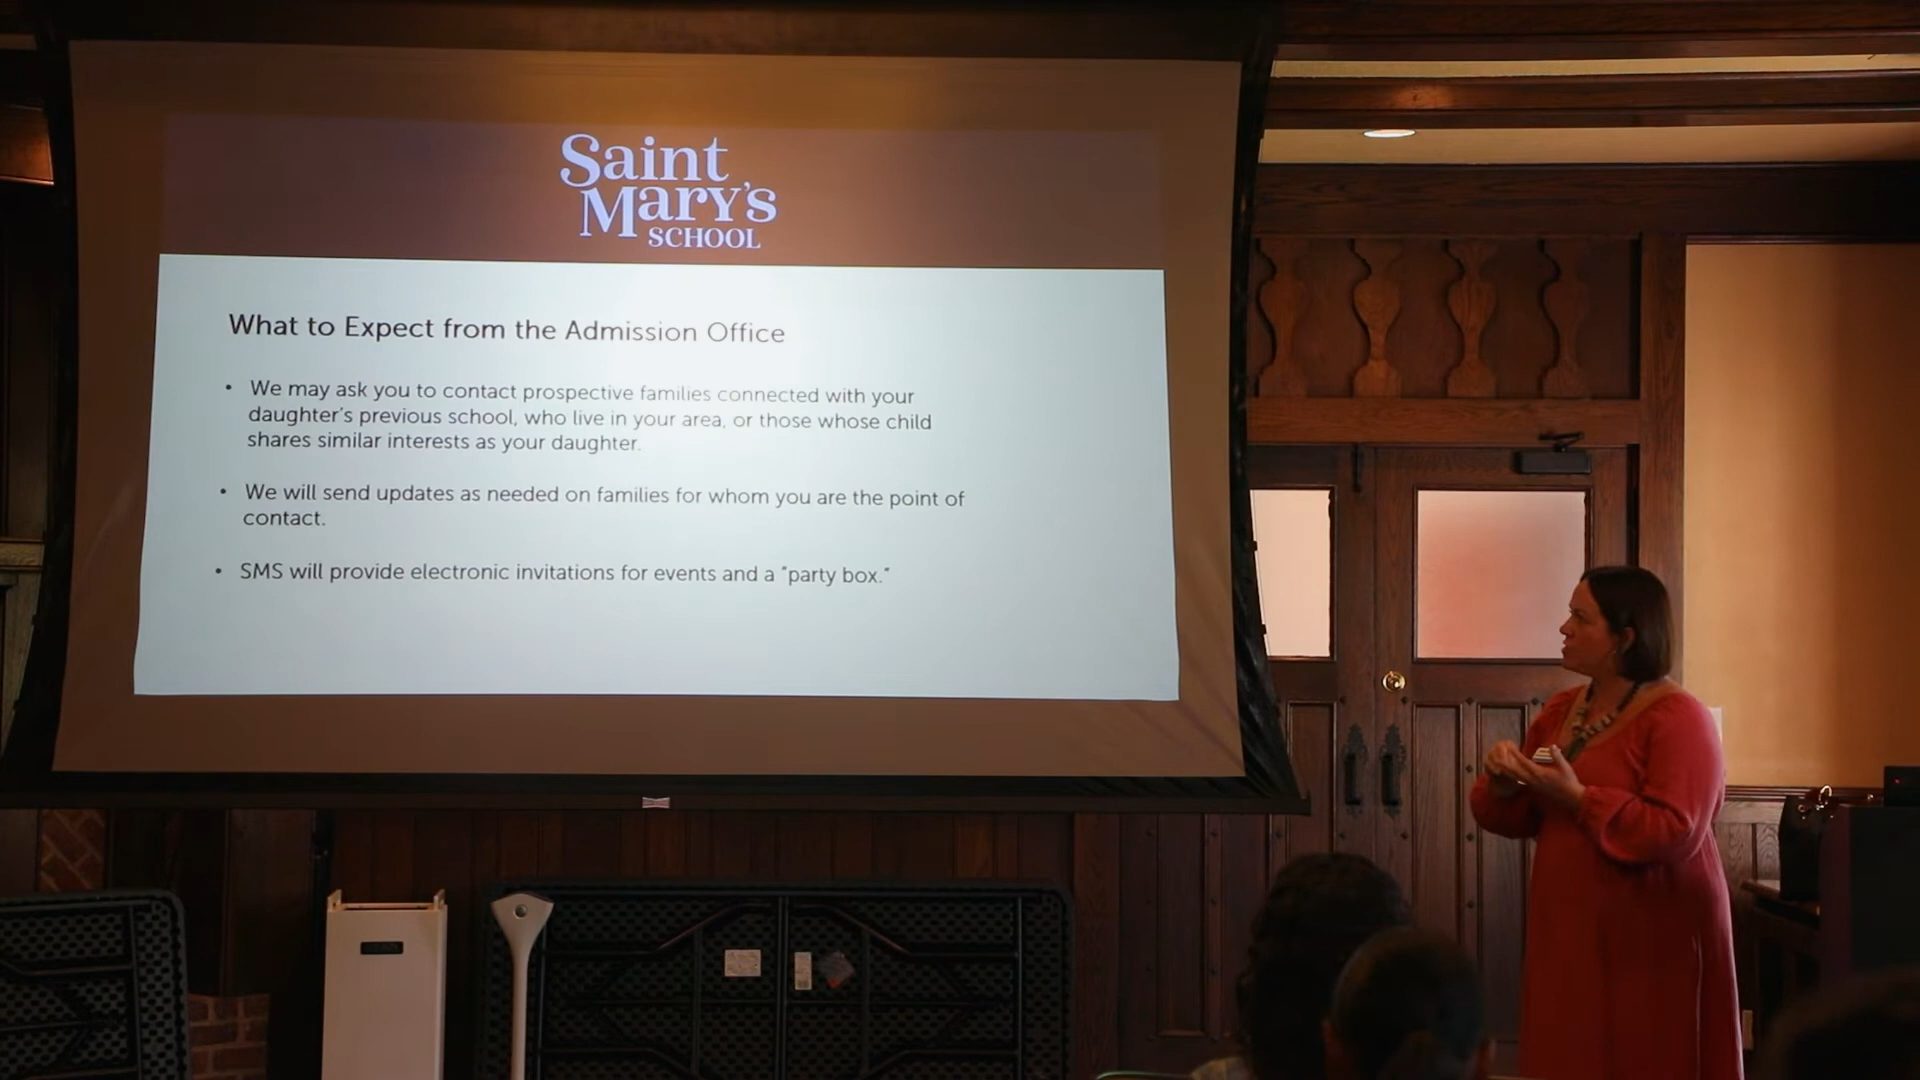 Saint
Mary's
SCHOOL
What to Expect from the Admission Office
• We may ask you to contact prospective families connected with your
daughter's previous school, who live in your area, or those whose child
shares similar interests as your daughter.
• We will send updates as needed on families for whom you are the point of
contact.
• SMS will provide electronic invitations for events and a "party box."